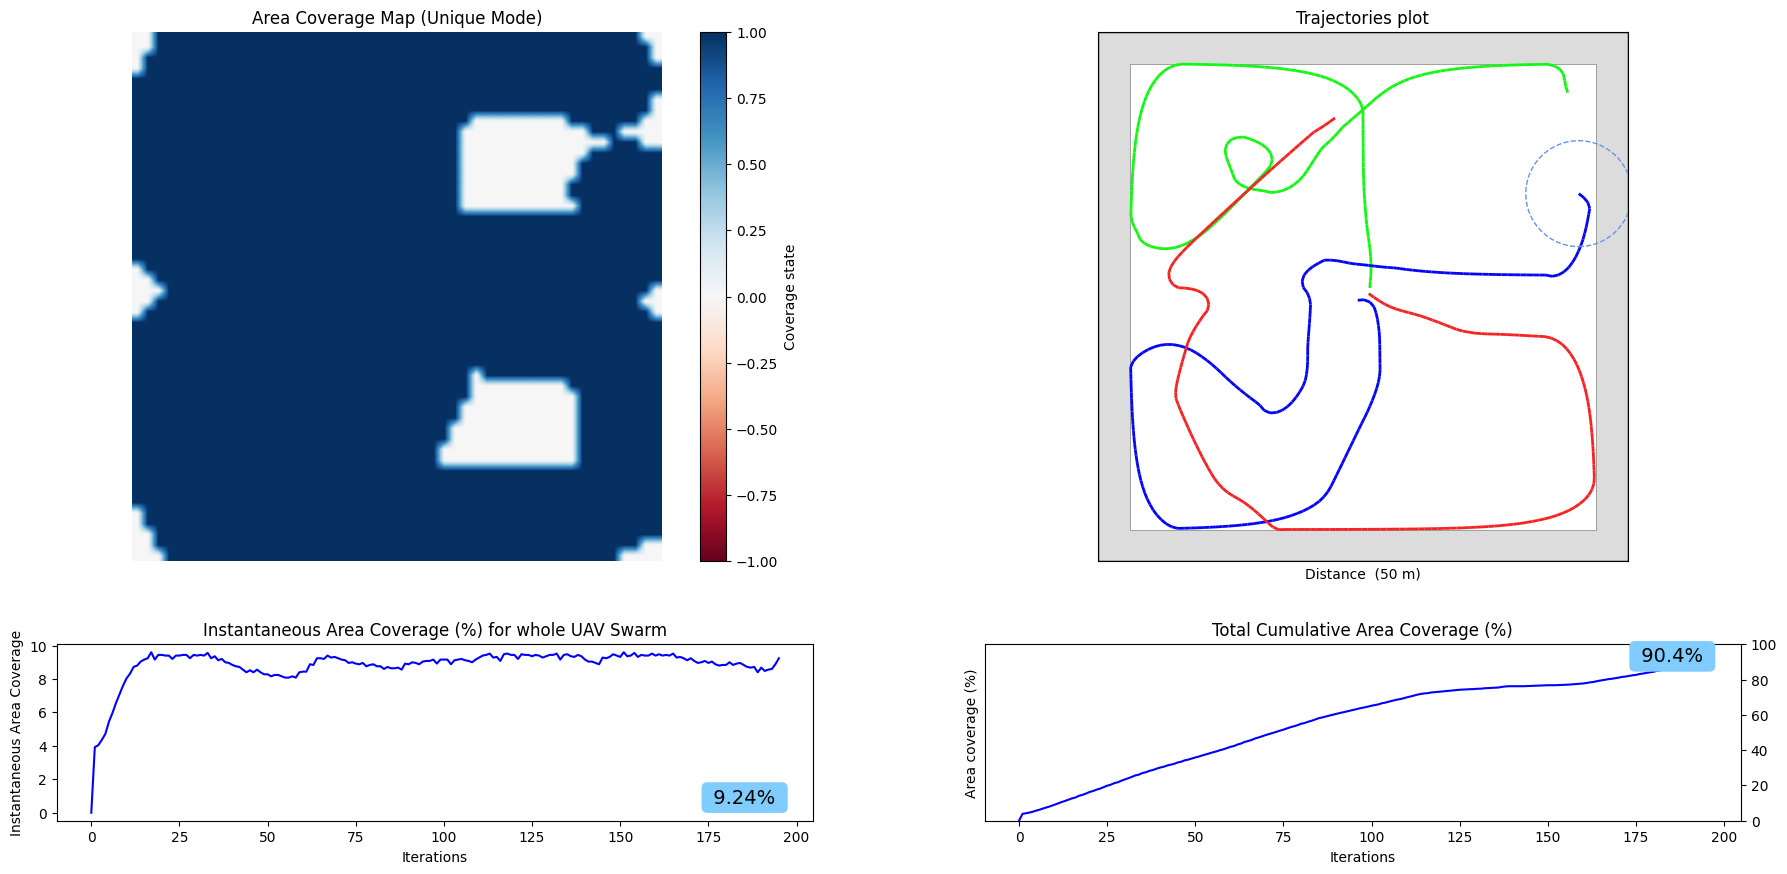 Area Coverage Map (Unique Mode)
1.00
0.75
0.50
0.25
0.00
−0.25
−0.50
−0.75
−1.00
Coverage state
Trajectories plot
Distance  (50 m)
Instantaneous Area Coverage (%) for whole UAV Swarm
Instantaneous Area Coverage
10
8
6
4
2
0
9.24%
0 25 50 75 100 125 150 175 200
Iterations
Total Cumulative Area Coverage (%)
Area coverage (%)
90.4%
100
80
60
40
20
0
0 25 50 75 100 125 150 175 200
Iterations